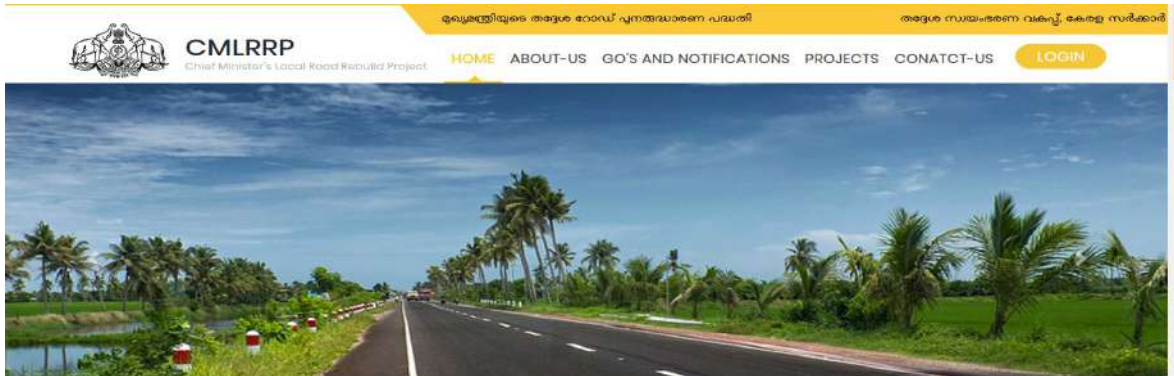 മുഖ്യമന്ത്രിയുടെ തദ്ദേശ റോഡ് പുനരുദ്ധാരണ പദ്ധതി
തദ്ദേശ സ്വയംഭരണ വകുപ്പ്, കേരള സർക്കാർ
CMLRRP
Chief Minister's Local Road Rebuild Project
HOME ABOUT-US GO'S AND NOTIFICATIONS PROJECTS CONATCT-US LOGIN